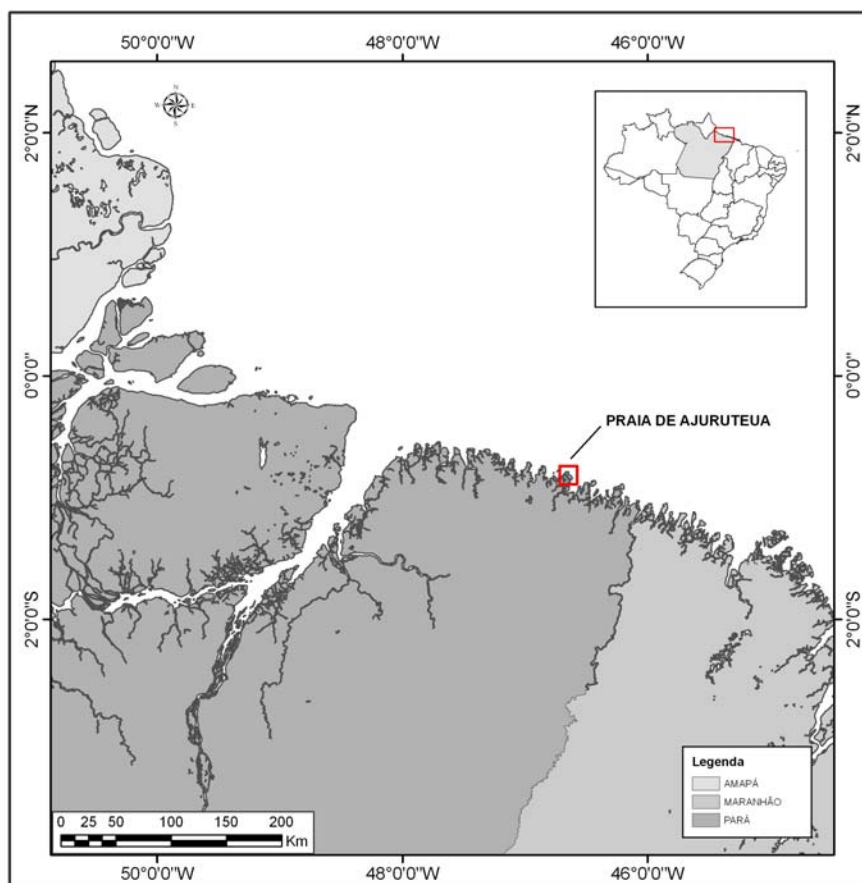 50°0'0"W 48°0'0"W 46°0'0"W
N
W E
S
2°0'0"N 2°0'0"N
0°0'0" 0°0'0"
PRAIA DE AJURUTEUA
2°0'0"S 2°0'0"S
Legenda
AMAPÁ
MARANHÃO
PARÁ
0 25 50 100 150 200
Km
50°0'0"W 48°0'0"W 46°0'0"W